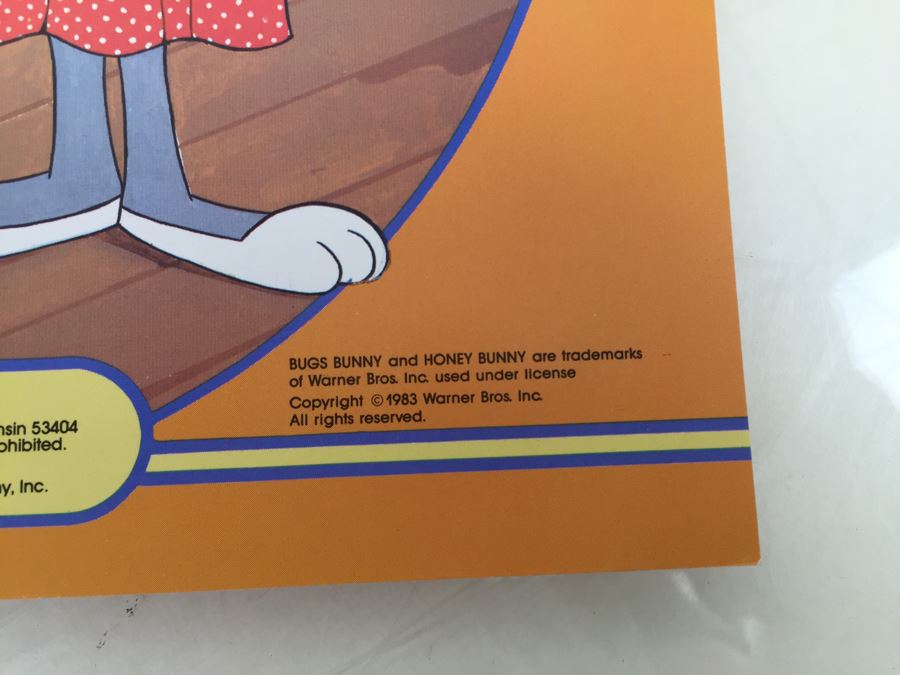 BUGS BUNNY and HONEY BUNNY are trademarks
of Warner Bros. Inc. used under license
Copyright ©1983 Warner Bros. Inc.
All rights reserved.
nsin 53404
ohibited.
y, Inc.